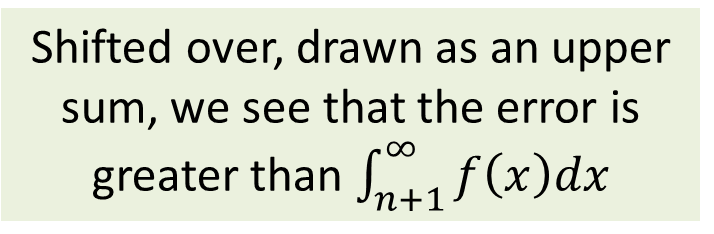 Shifted over, drawn as an upper
sum, we see that the error is
greater than ∫_{n+1}^{∞} f(x)dx